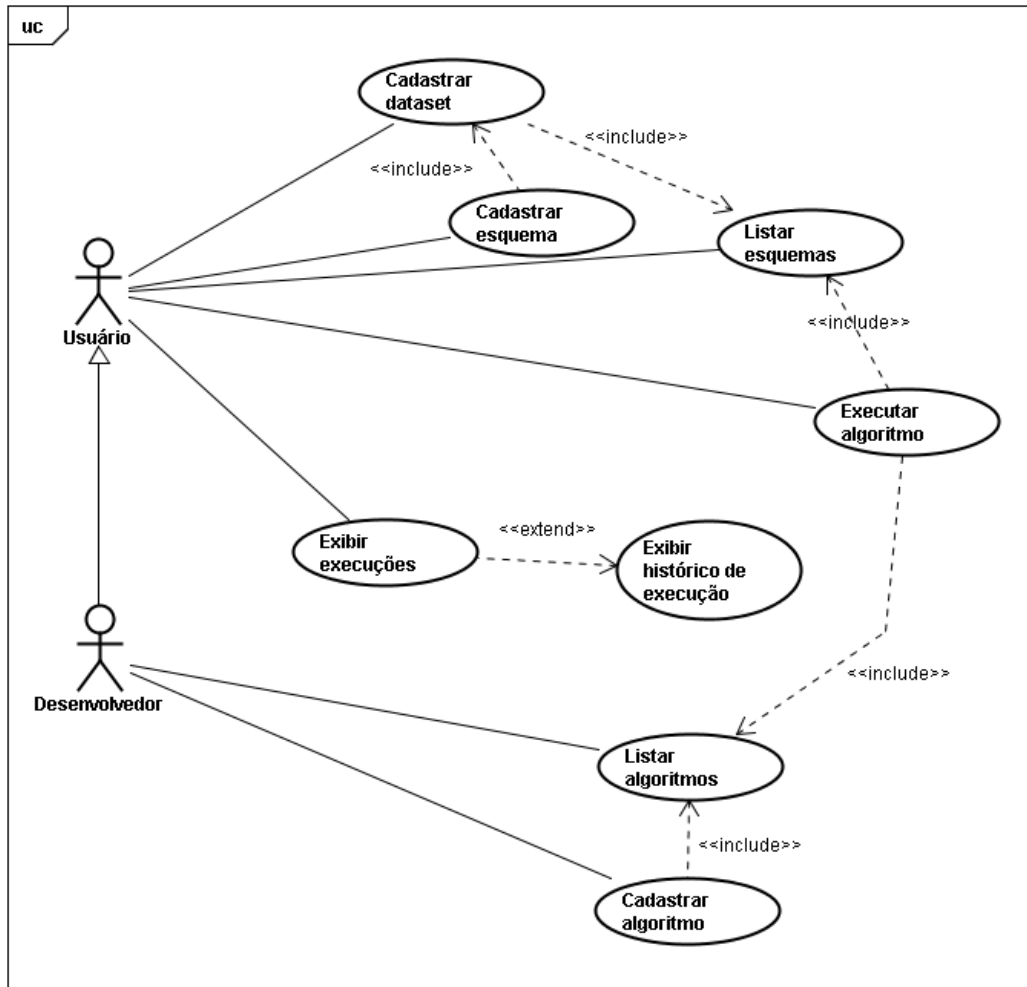 uc
Cadastrar
dataset
<<include>>
<<include>>
Cadastrar
esquema
Listar
esquemas
Usuário
<<include>>
Executar
algoritmo
<<extend>>
Exibir
execuções
Exibir
histórico de
execução
Desenvolvedor
<<include>>
Listar
algoritmos
<<include>>
Cadastrar
algoritmo